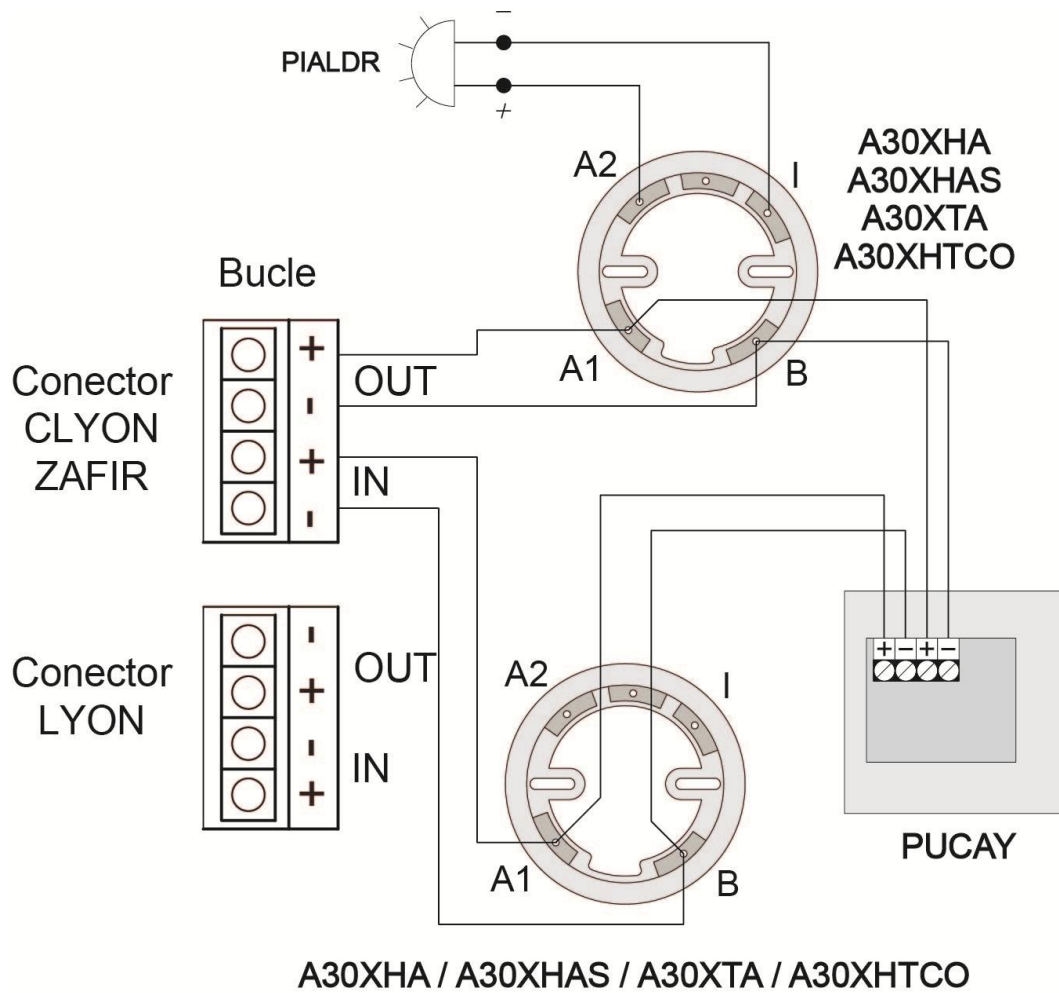 −
PIALDR
+
A2
I
A30XHA
A30XHAS
A30XTA
A30XHTCO
Bucle
Conector
CLYON
ZAFIR
+
OUT
-
+
IN
-
A1
B
Conector
LYON
-
OUT
+
-
IN
+
A2
I
+ − + −
A1
B
PUCAY
A30XHA / A30XHAS / A30XTA / A30XHTCO